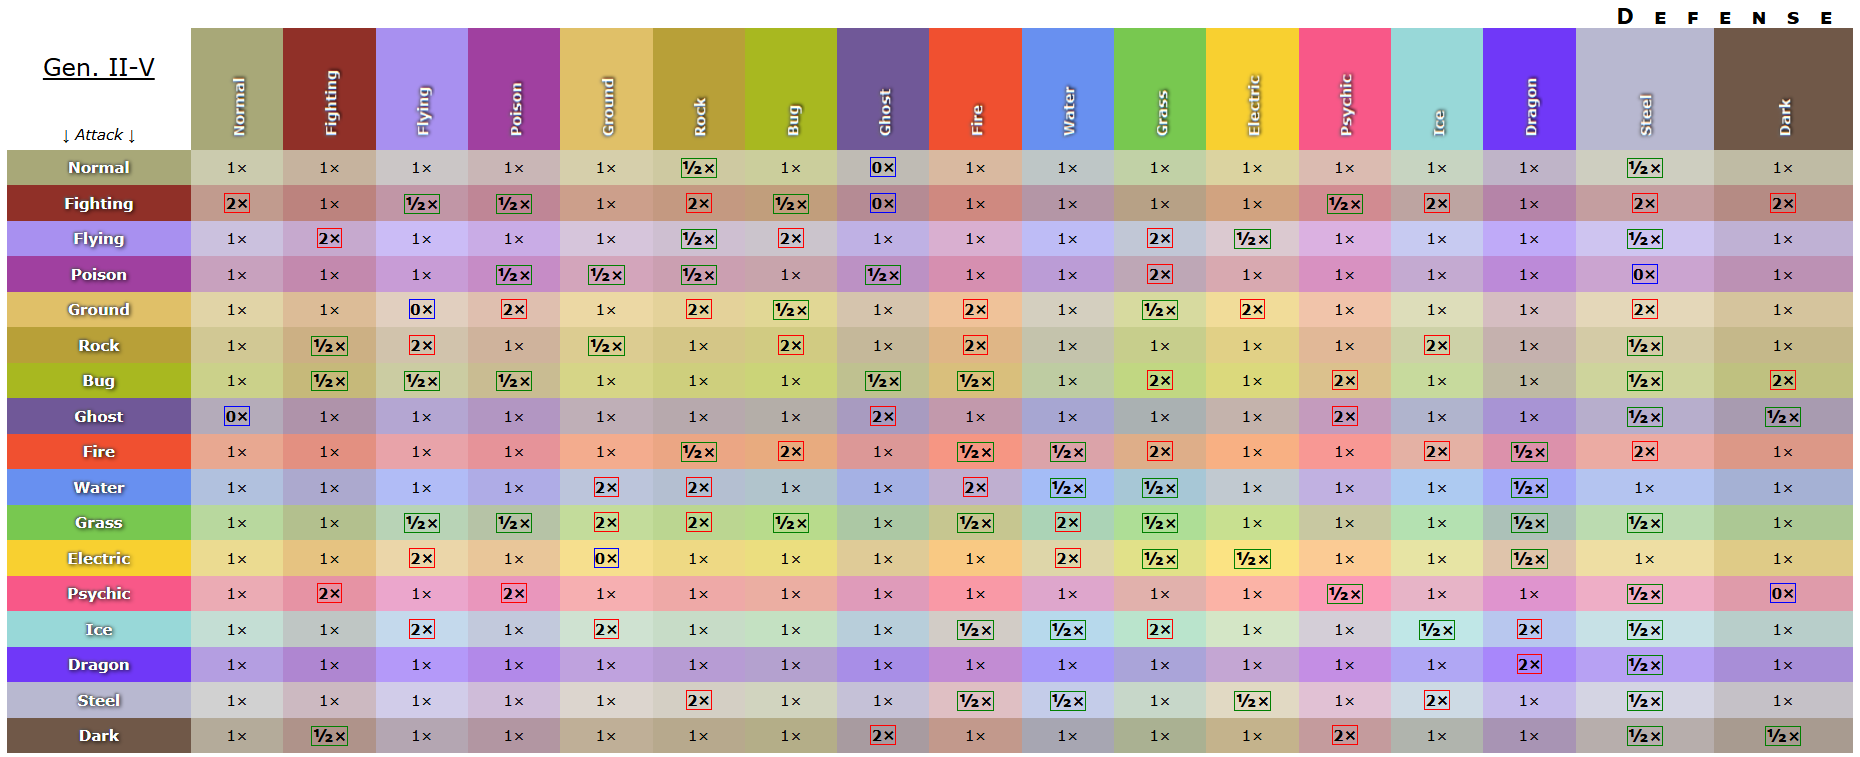 DEFENSE
Gen. II-V
↓ Attack ↓
Normal Fighting Flying Poison Ground Rock Bug Ghost Fire Water Grass Electric Psychic Ice Dragon Steel Dark
Normal 1× 1× 1× 1× 1× ½× 1× 0× 1× 1× 1× 1× 1× 1× 1× ½× 1×
Fighting 2× 1× ½× ½× 1× 2× ½× 0× 1× 1× 1× 1× ½× 2× 1× 2× 2×
Flying 1× 2× 1× 1× 1× ½× 2× 1× 1× 1× 2× ½× 1× 1× 1× ½× 1×
Poison 1× 1× 1× ½× ½× ½× 1× ½× 1× 1× 2× 1× 1× 1× 1× 0× 1×
Ground 1× 1× 0× 2× 1× 2× ½× 1× 2× 1× ½× 2× 1× 1× 1× 2× 1×
Rock 1× ½× 2× 1× ½× 1× 2× 1× 2× 1× 1× 1× 1× 2× 1× ½× 1×
Bug 1× ½× ½× ½× 1× 1× 1× ½× ½× 1× 2× 1× 2× 1× 1× ½× 2×
Ghost 0× 1× 1× 1× 1× 1× 1× 2× 1× 1× 1× 1× 2× 1× 1× ½× ½×
Fire 1× 1× 1× 1× 1× ½× 2× 1× ½× ½× 2× 1× 1× 2× ½× 2× 1×
Water 1× 1× 1× 1× 2× 2× 1× 1× 2× ½× ½× 1× 1× 1× ½× 1× 1×
Grass 1× 1× ½× ½× 2× 2× ½× 1× ½× 2× ½× 1× 1× 1× ½× ½× 1×
Electric 1× 1× 2× 1× 0× 1× 1× 1× 1× 2× ½× ½× 1× 1× ½× 1× 1×
Psychic 1× 2× 1× 2× 1× 1× 1× 1× 1× 1× 1× 1× ½× 1× 1× ½× 0×
Ice 1× 1× 2× 1× 2× 1× 1× 1× ½× ½× 2× 1× 1× ½× 2× ½× 1×
Dragon 1× 1× 1× 1× 1× 1× 1× 1× 1× 1× 1× 1× 1× 1× 2× ½× 1×
Steel 1× 1× 1× 1× 1× 2× 1× 1× ½× ½× 1× ½× 1× 2× 1× ½× 1×
Dark 1× ½× 1× 1× 1× 1× 1× 2× 1× 1× 1× 1× 2× 1× 1× ½× ½×